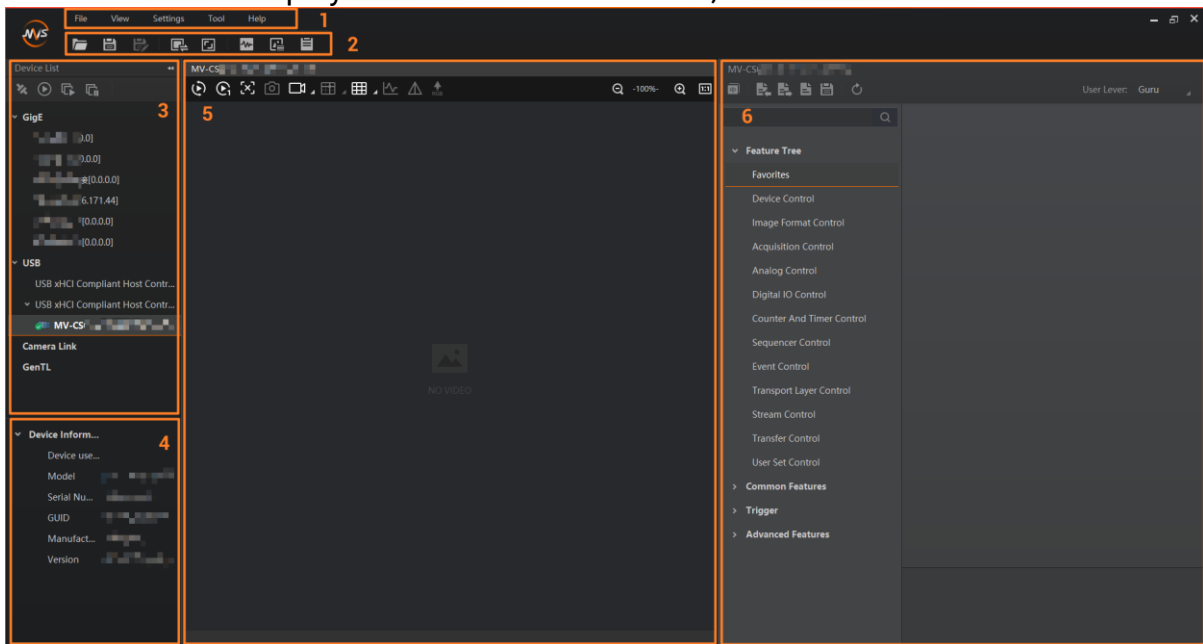 File View Settings Tool Help 1
MVS
2
Device List
3
GigE
0.0]
0.0.0]
[0.0.0.0]
6.171.44]
[0.0.0.0]
[0.0.0.0]
USB
USB xHCI Compliant Host Contr...
USB xHCI Compliant Host Contr...
MV-CS
Camera Link
GenTL
Device Inform... 4
Device use...
Model
Serial Nu...
GUID
Manufact...
Version
MV-CS
-100%- 1:1
5
NO VIDEO
MV-CS
User Lever: Guru
6
Feature Tree
Favorites
Device Control
Image Format Control
Acquisition Control
Analog Control
Digital IO Control
Counter And Timer Control
Sequencer Control
Event Control
Transport Layer Control
Stream Control
Transfer Control
User Set Control
Common Features
Trigger
Advanced Features